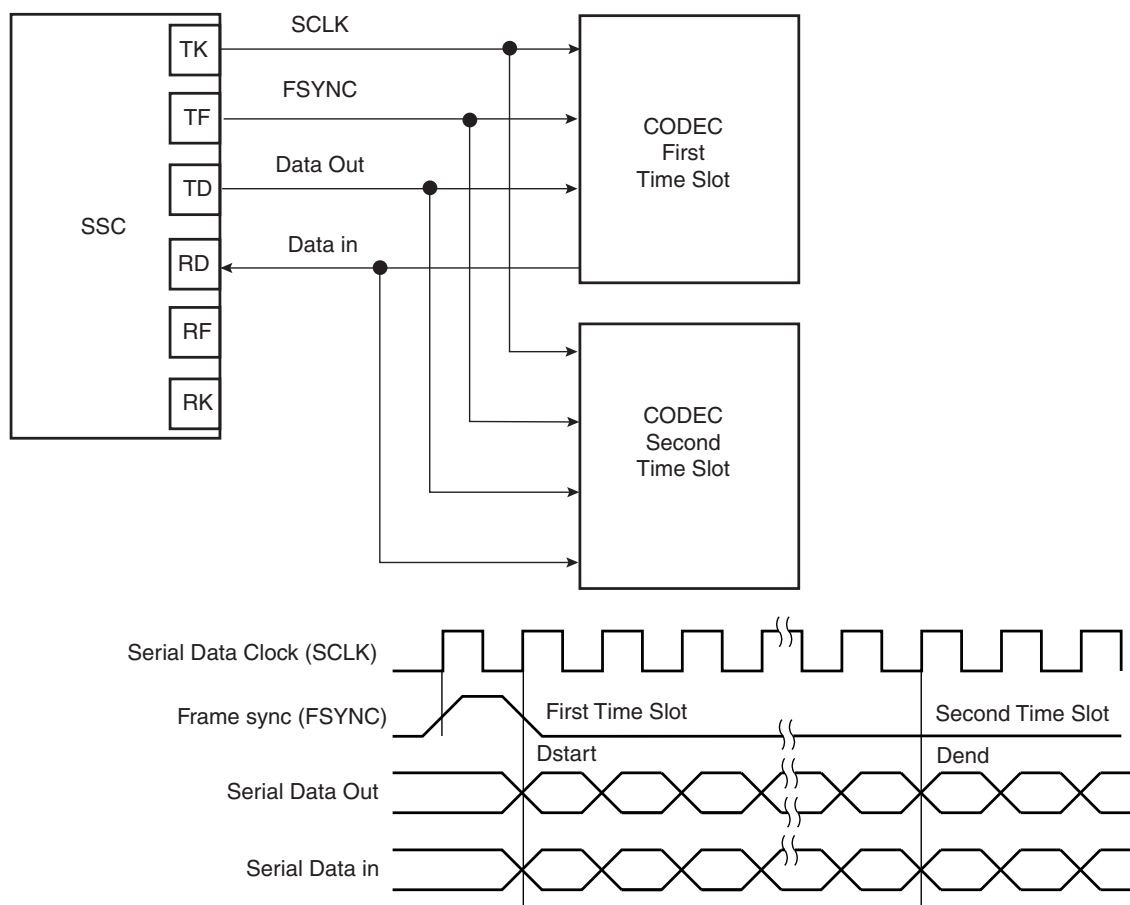 SSC
TK
TF
TD
RD
RF
RK
SCLK
FSYNC
Data Out
Data in
CODEC
First
Time Slot
CODEC
Second
Time Slot
Serial Data Clock (SCLK)
Frame sync (FSYNC)
First Time Slot
Second Time Slot
Dstart
Dend
Serial Data Out
Serial Data in